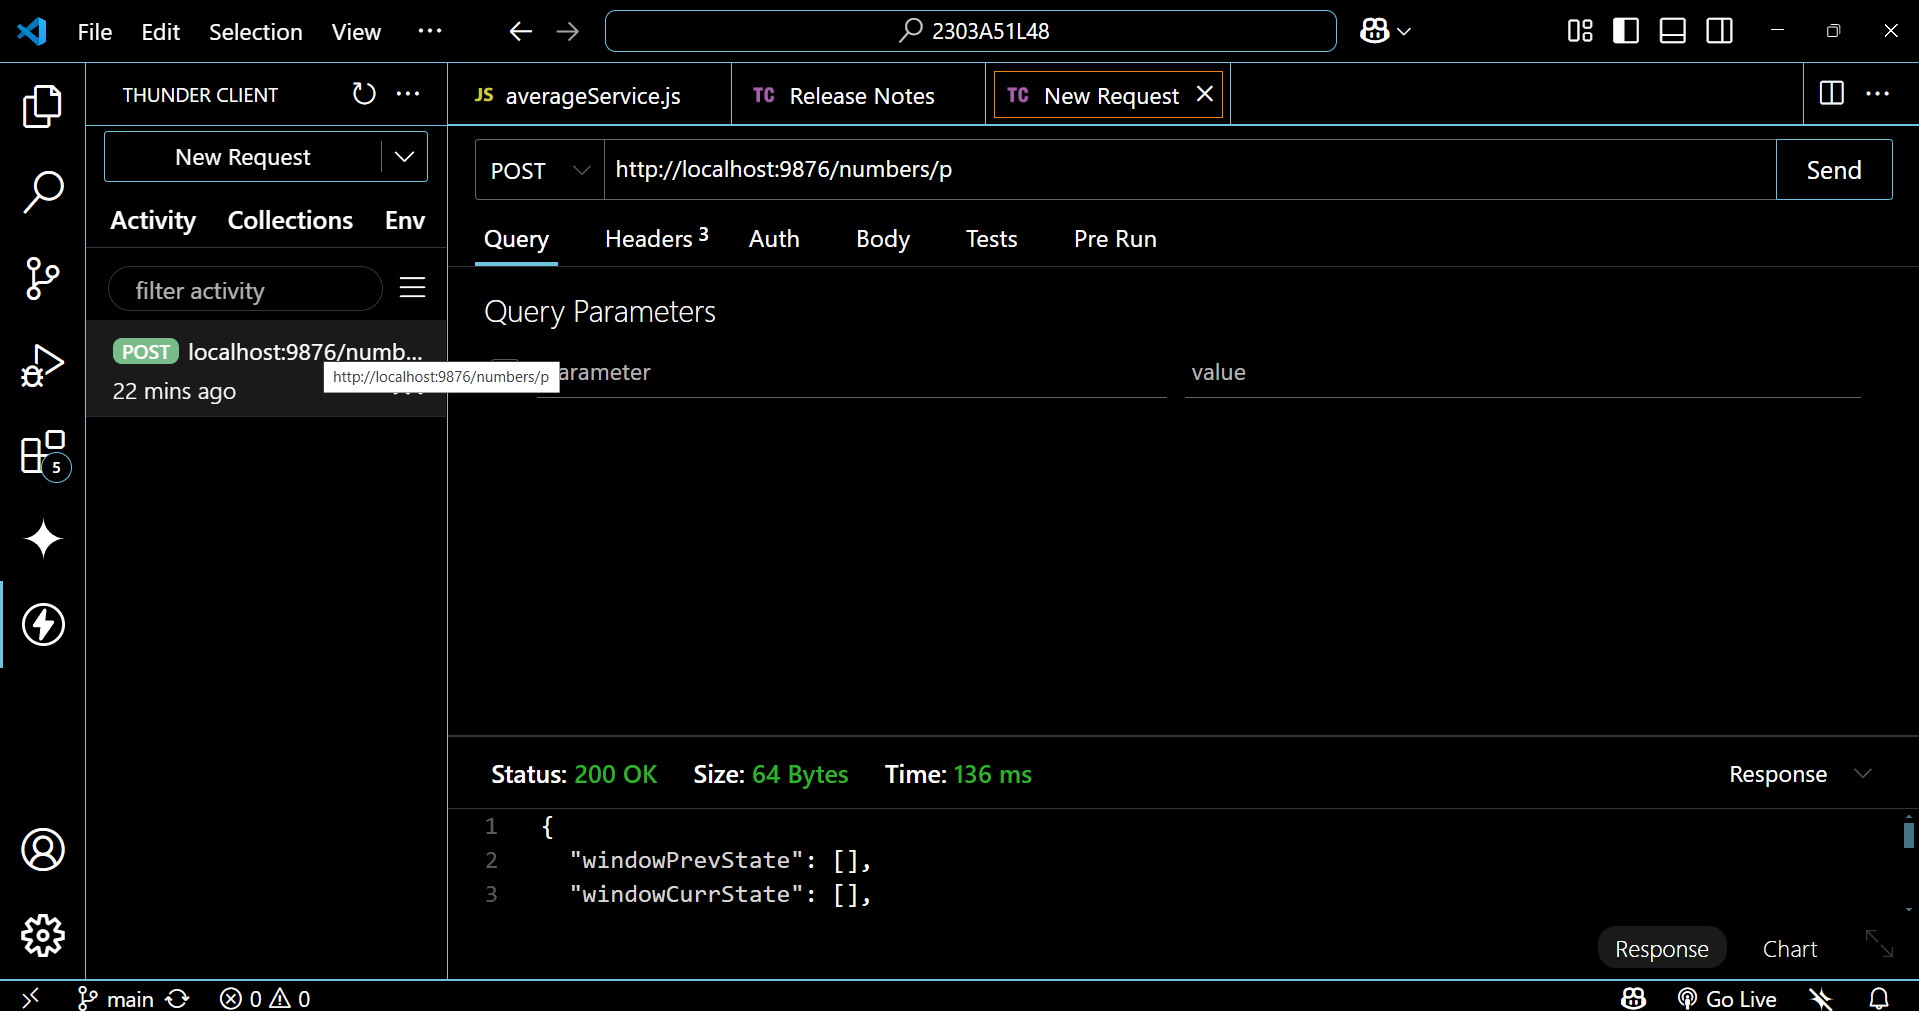 File Edit Selection View ···
2303A51L48
THUNDER CLIENT ···
JS averageService.js
TC Release Notes
TC New Request
···
New Request
POST
http://localhost:9876/numbers/p
Send
Activity Collections Env
Query Headers 3 Auth Body Tests Pre Run
filter activity
Query Parameters
POST localhost:9876/numb...
http://localhost:9876/numbers/p
arameter
value
22 mins ago
5
Status: 200 OK Size: 64 Bytes Time: 136 ms
Response
1 {
2 "windowPrevState": [],
3 "windowCurrState": [],
Response Chart
main 0 0 Go Live